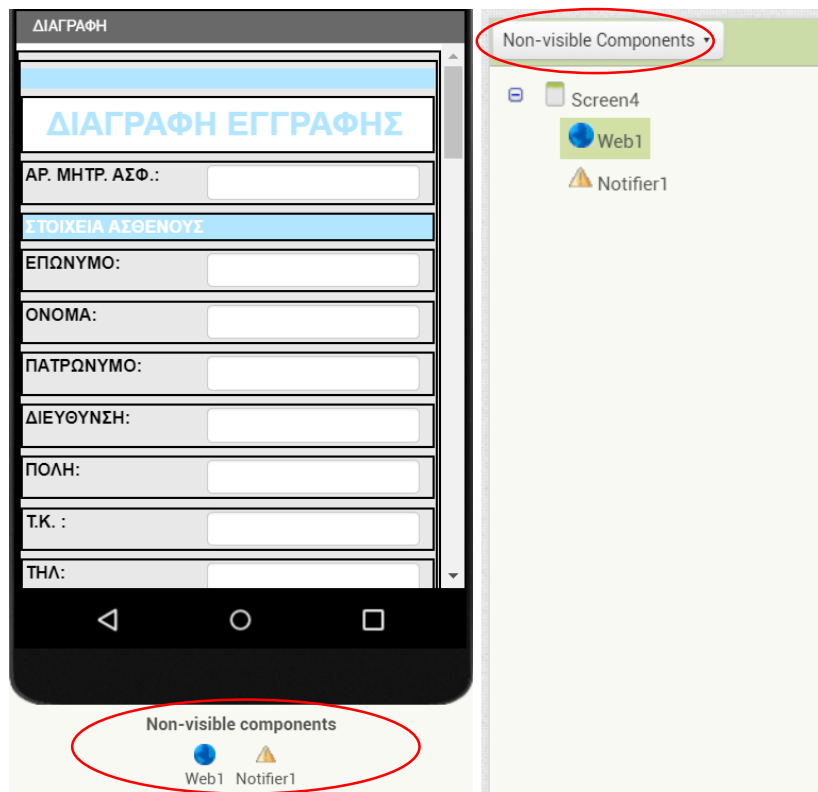 ΔΙΑΓΡΑΦΗ
ΔΙΑΓΡΑΦΗ ΕΓΓΡΑΦΗΣ
ΑΡ. ΜΗΤΡ. ΑΣΦ.:
ΣΤΟΙΧΕΙΑ ΑΣΘΕΝΟΥΣ
ΕΠΩΝΥΜΟ:
ΟΝΟΜΑ:
ΠΑΤΡΩΝΥΜΟ:
ΔΙΕΥΘΥΝΣΗ:
ΠΟΛΗ:
Τ.Κ. :
ΤΗΛ:
Non-visible components
Web1 Notifier1
Non-visible Components
Screen4
Web1
Notifier1